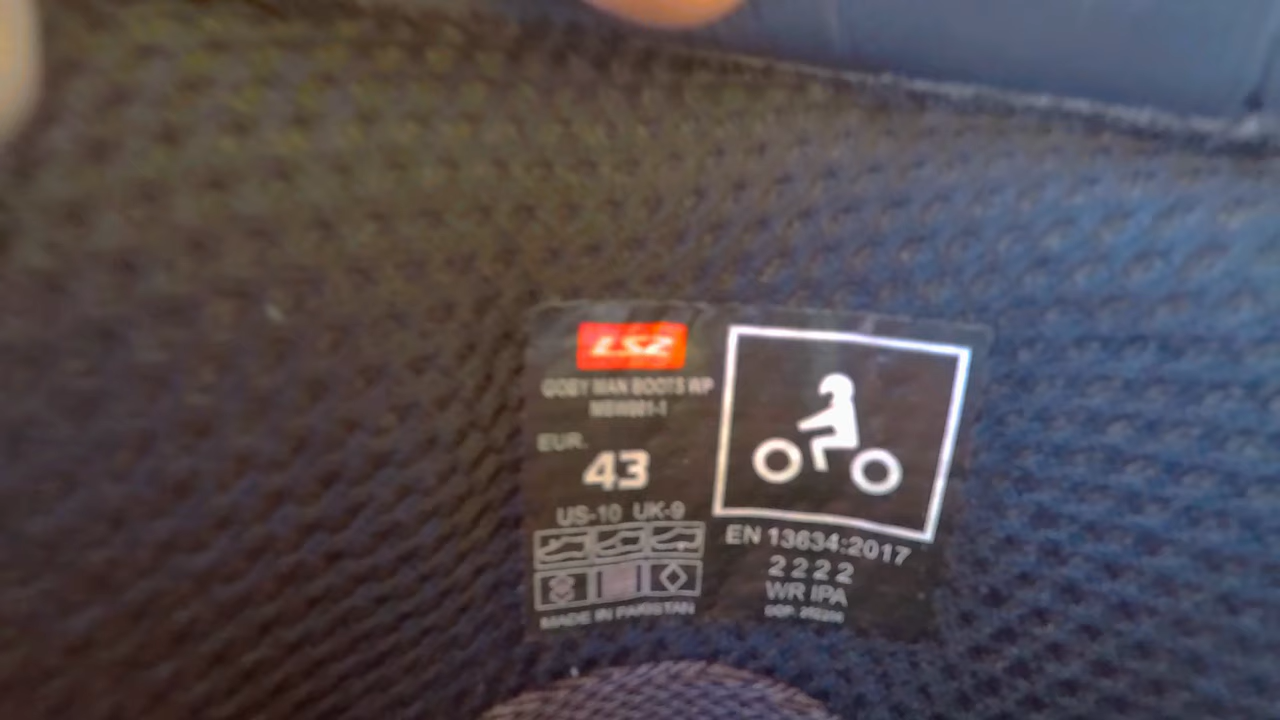 LS2
GOBY MAN BOOTS WP
EUR.
43
US-10 UK-9
MADE IN PAKISTAN
EN 13634:2017
2 2 2 2
WR IPA